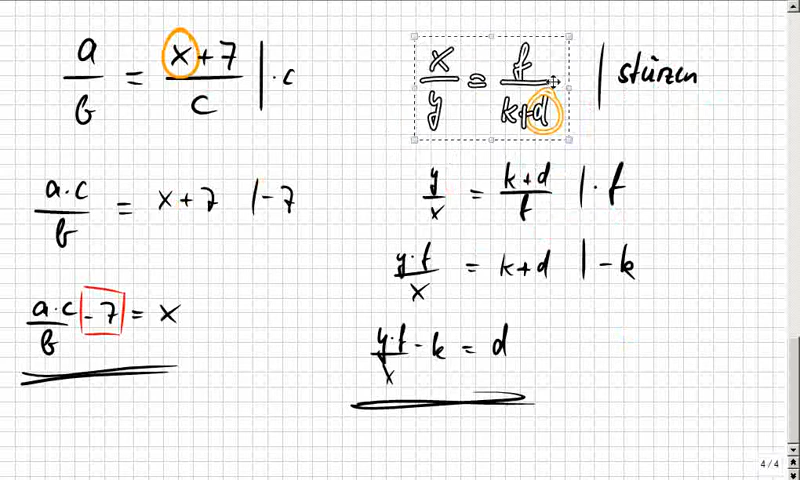 a/b = (x+7)/c | ·c
(a·c)/b = x+7 | -7
(a·c)/b - 7 = x
x/y = f/(k+d) | stürzen
y/x = (k+d)/f | ·f
(y·f)/x = k+d | -k
(y·f)/x - k = d
4/4